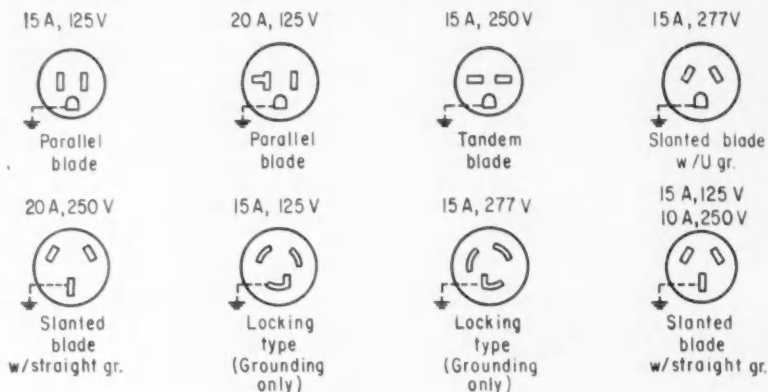 15 A, 125 V
20 A, 125 V
15 A, 250 V
15 A, 277 V
Parallel
blade
Parallel
blade
Tandem
blade
Slanted blade
w/U gr.
20 A, 250 V
15 A, 125 V
15 A, 277 V
15 A, 125 V
10 A, 250 V
Slanted
blade
w/straight gr.
Locking
type
(Grounding
only)
Locking
type
(Grounding
only)
Slanted
blade
w/straight gr.